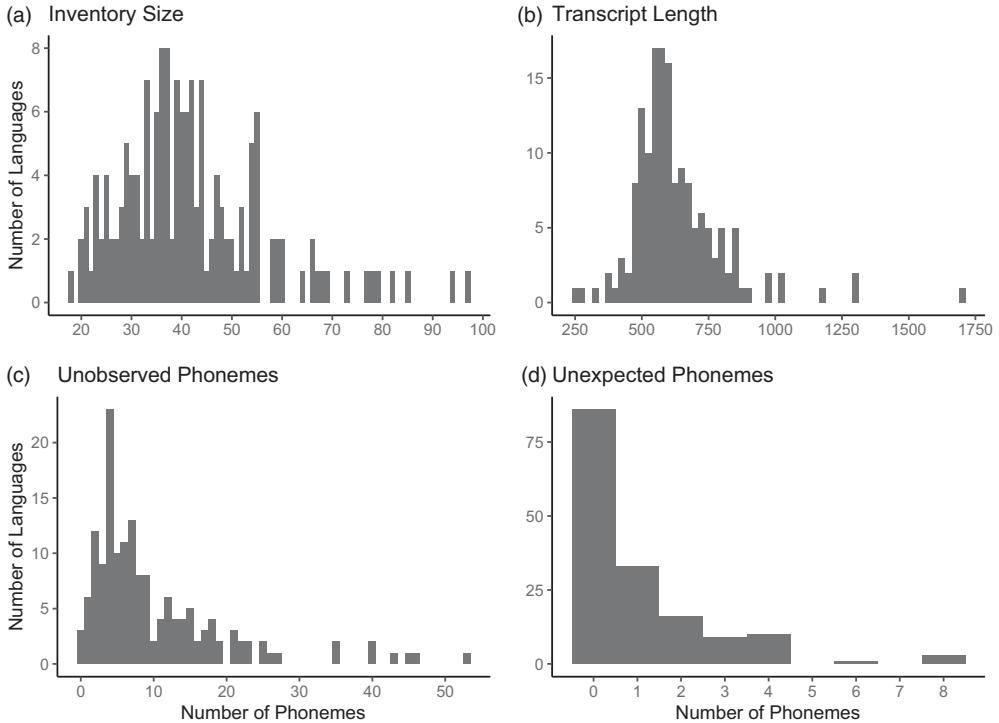 (a) Inventory Size
Number of Languages
8
6
4
2
0
20 30 40 50 60 70 80 90 100
(b) Transcript Length
15
10
5
0
250 500 750 1000 1250 1500 1750
(c) Unobserved Phonemes
Number of Languages
20
15
10
5
0
0 10 20 30 40 50
Number of Phonemes
(d) Unexpected Phonemes
75
50
25
0
0 1 2 3 4 5 6 7 8
Number of Phonemes